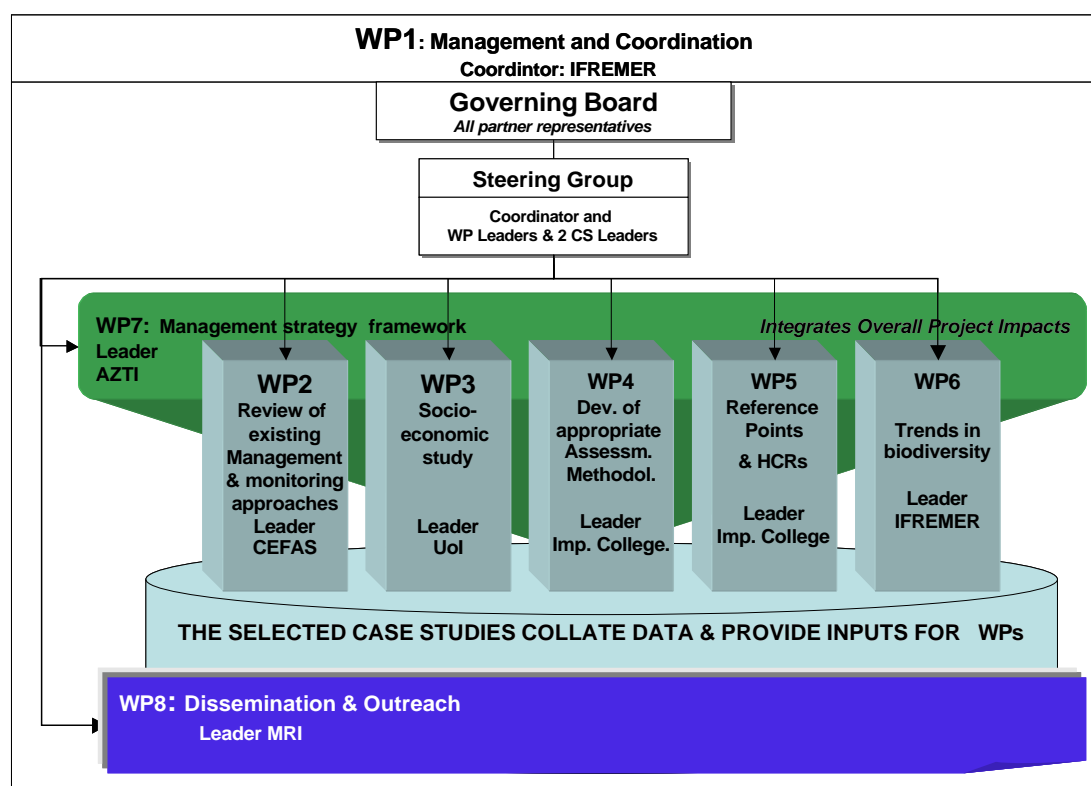 WP1: Management and Coordination
Coordintor: IFREMER
Governing Board
All partner representatives
Steering Group
Coordinator and
WP Leaders & 2 CS Leaders
WP7: Management strategy framework
Integrates Overall Project Impacts
Leader
AZTI
WP2
Review of
existing
Management
& monitoring
approaches
Leader
CEFAS
WP3
Socio-
economic
study
Leader
UoI
WP4
Dev. of
appropriate
Assessm.
Methodol.
Leader
Imp. College.
WP5
Reference
Points
& HCRs
Leader
Imp. College
WP6
Trends in
biodiversity
Leader
IFREMER
THE SELECTED CASE STUDIES COLLATE DATA & PROVIDE INPUTS FOR WPs
WP8: Dissemination & Outreach
Leader MRI